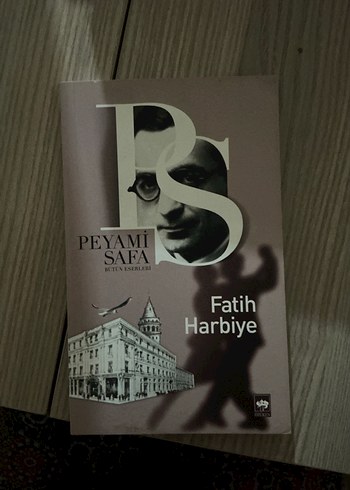 PS
PEYAMİ
SAFA
BÜTÜN ESERLERİ
Fatih
Harbiye